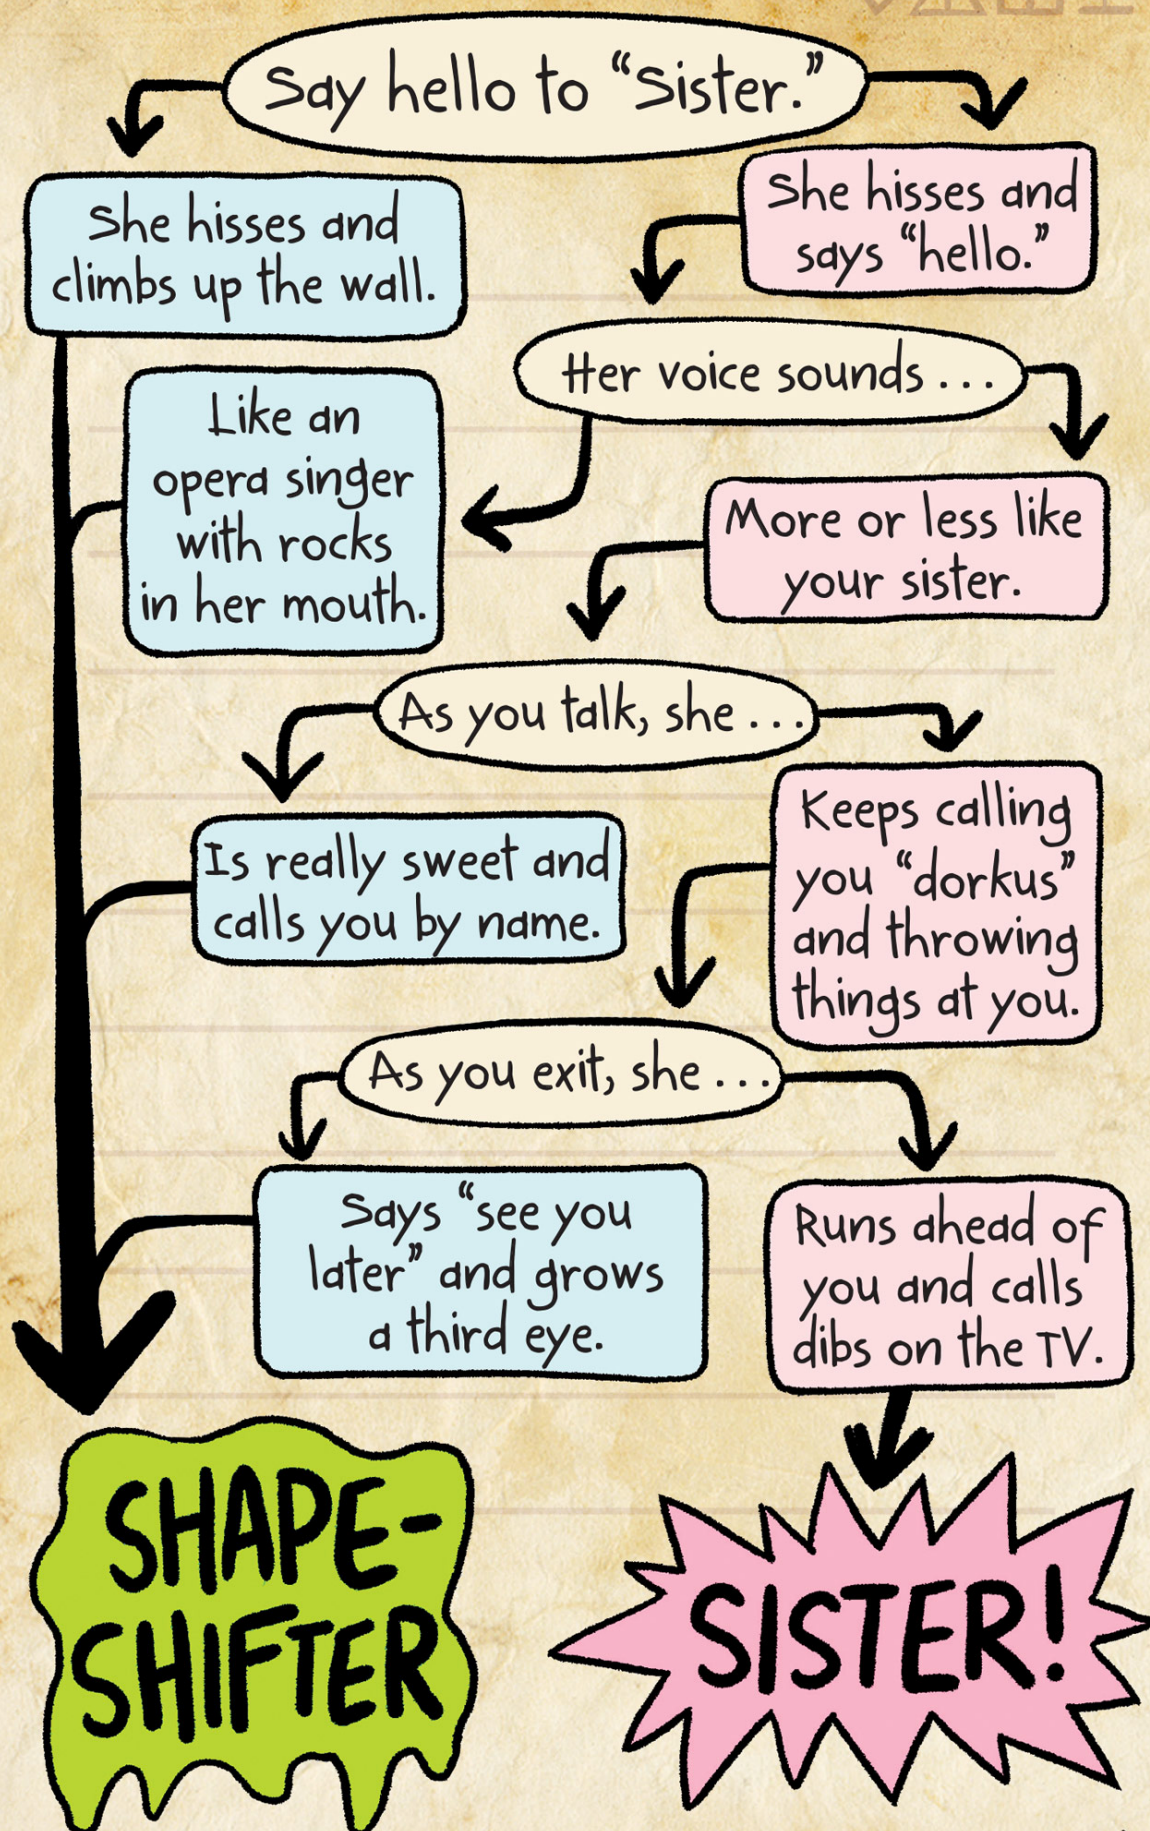 Say hello to “Sister.”
She hisses and
climbs up the wall.
She hisses and
says “hello.”
Her voice sounds . . .
Like an
opera singer
with rocks
in her mouth.
More or less like
your sister.
As you talk, she . . .
Is really sweet and
calls you by name.
Keeps calling
you “dorkus”
and throwing
things at you.
As you exit, she . . .
Says “see you
later” and grows
a third eye.
Runs ahead of
you and calls
dibs on the TV.
SHAPE-
SHIFTER
SISTER!